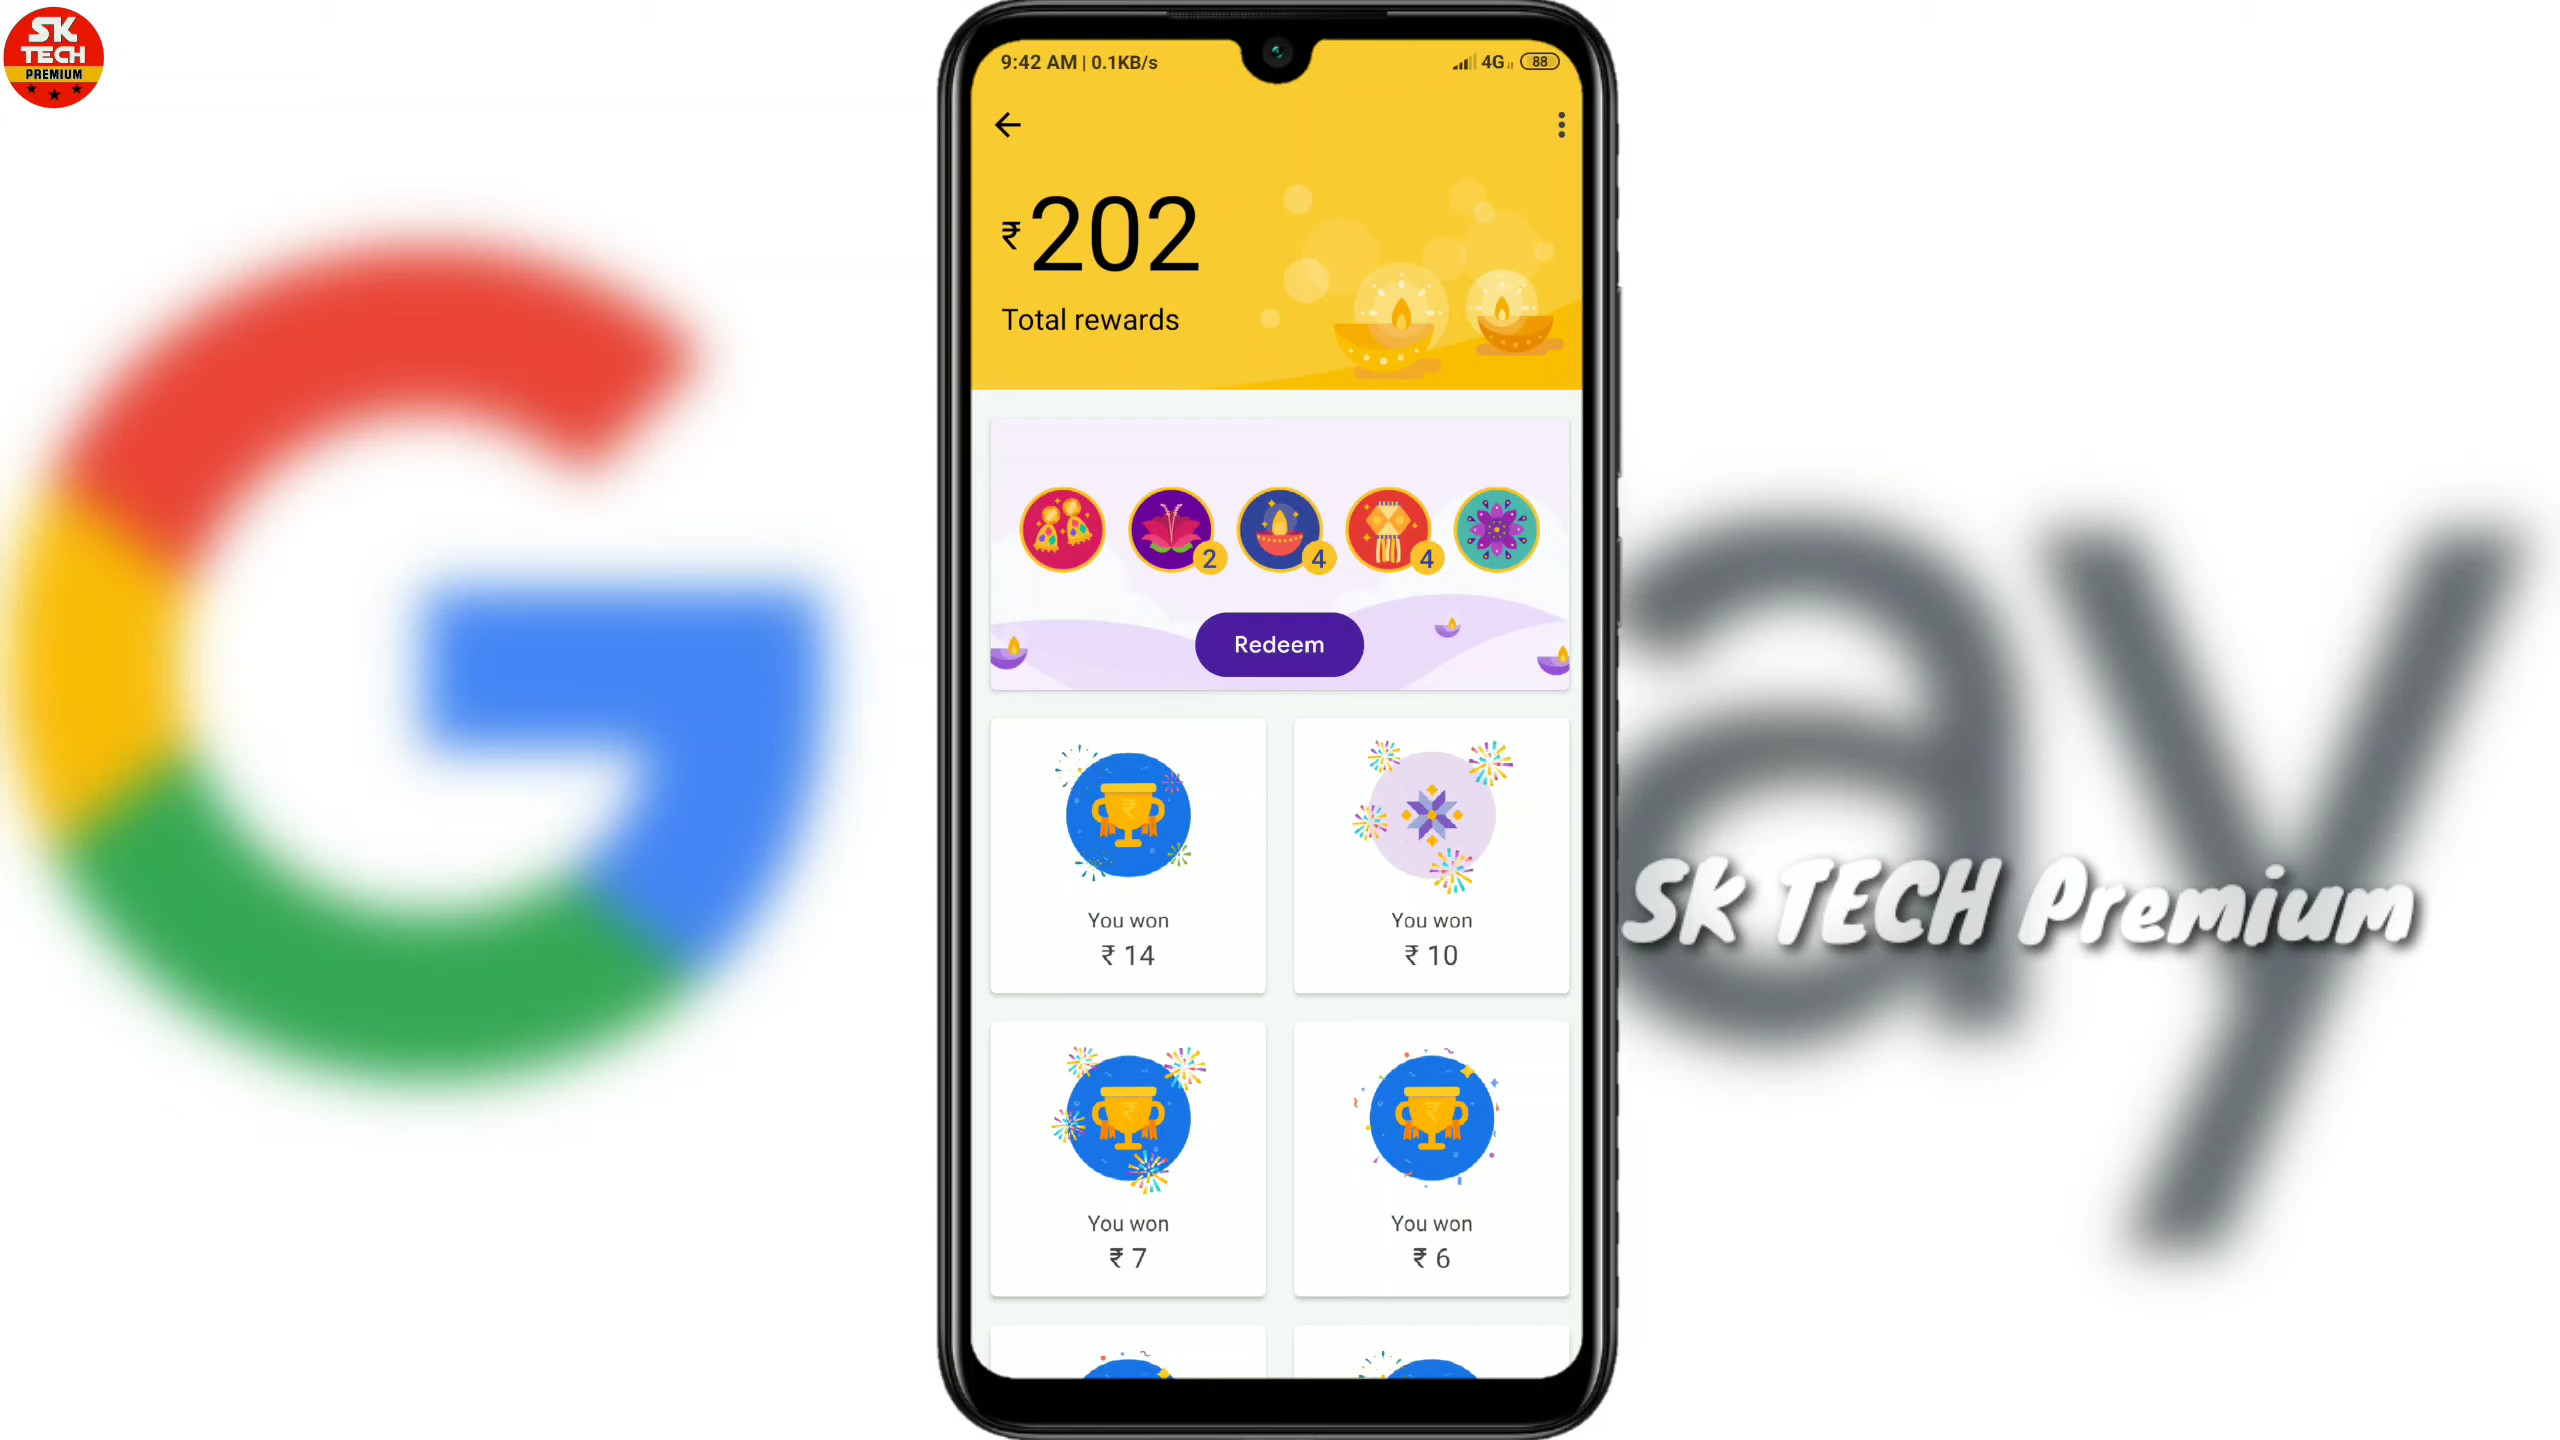 SK
TECH
PREMIUM
9:42 AM | 0.1KB/s
4G
88
₹202
Total rewards
2
4
4
Redeem
You won
₹ 14
You won
₹ 10
You won
₹ 7
You won
₹ 6
ay
SK TECH Premium